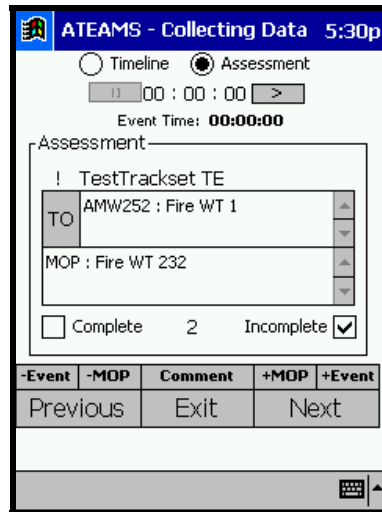 ATEAMS - Collecting Data 5:30p
Timeline Assessment
00 : 00 : 00 >
Event Time: 00:00:00
Assessment
! TestTrackset TE
TO AMW252 : Fire WT 1
MOP : Fire WT 232
Complete 2 Incomplete
-Event -MOP Comment +MOP +Event
Previous Exit Next